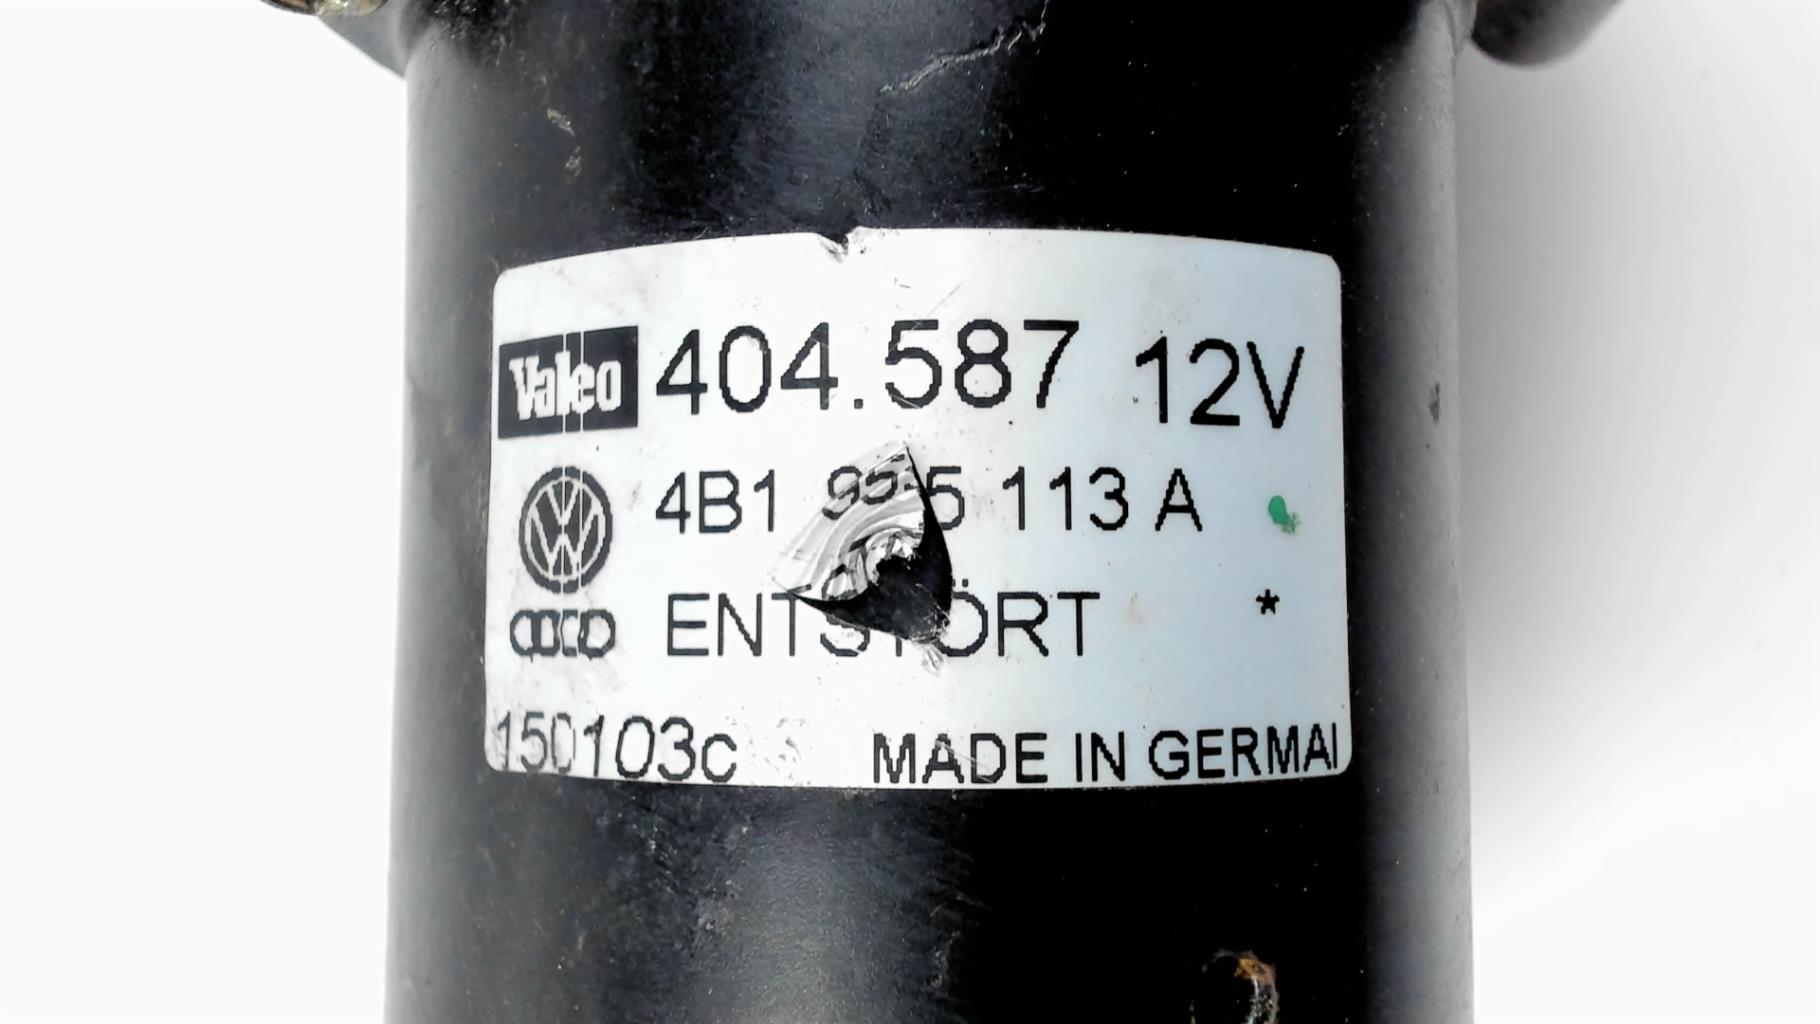 Valeo 404.587 12V
4B1 955 113 A
ENTSTÖRT *
150103c MADE IN GERMAI